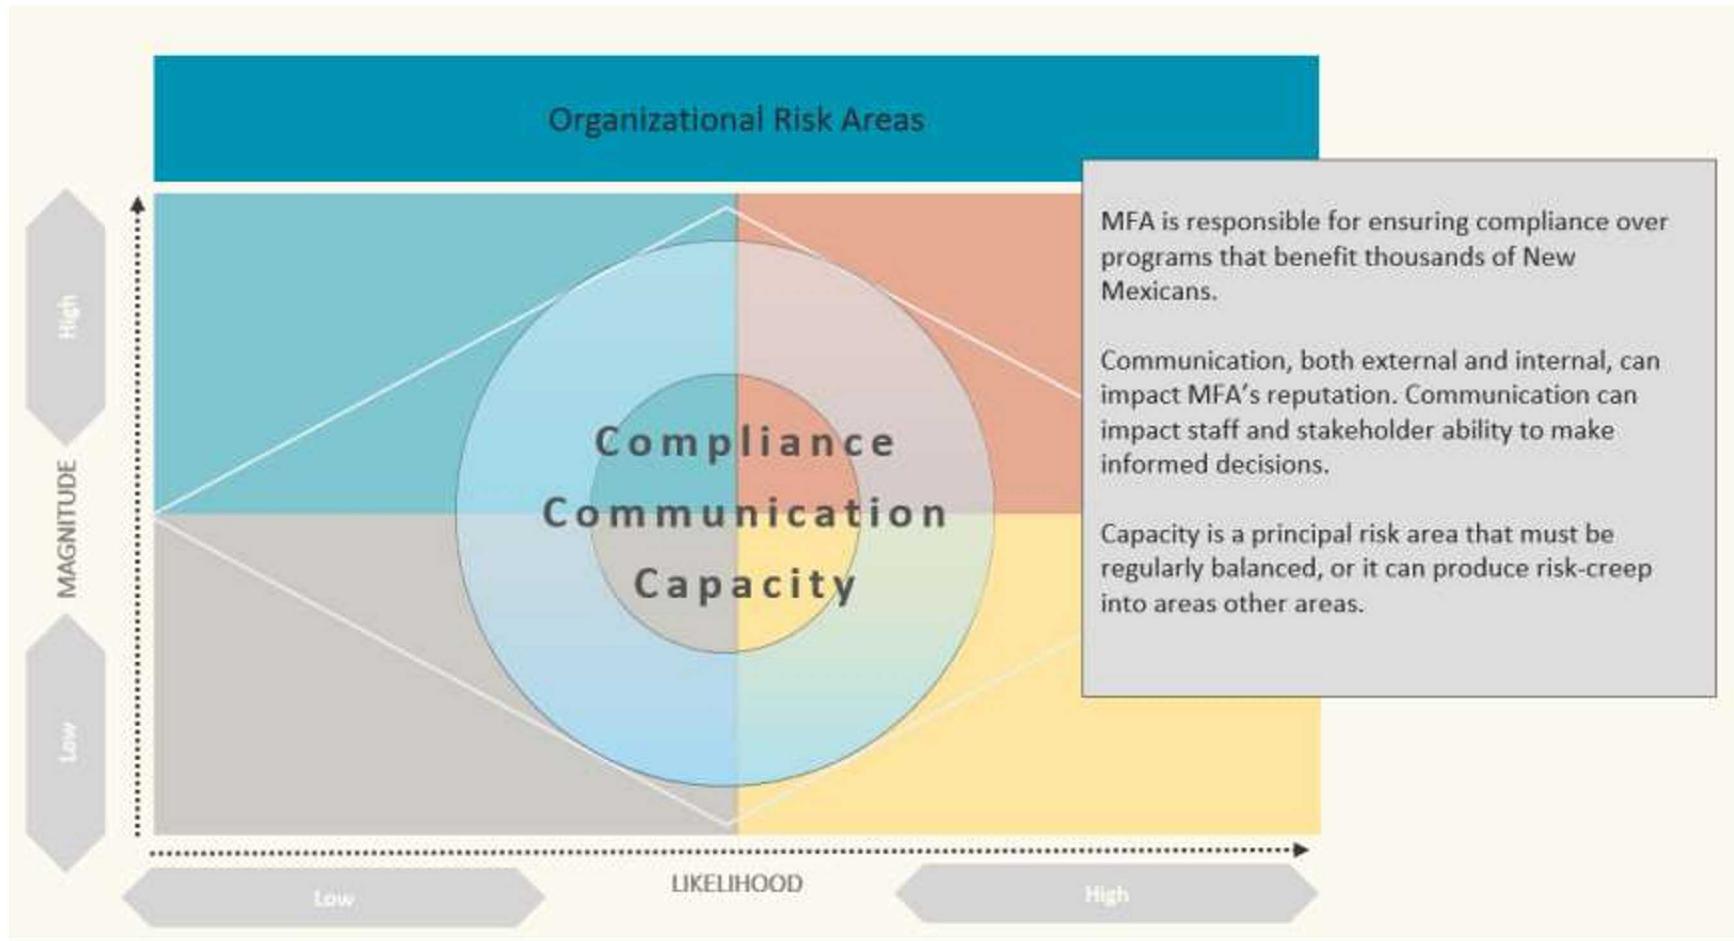 Organizational Risk Areas
High
MAGNITUDE
Low
Compliance
Communication
Capacity
MFA is responsible for ensuring compliance over
programs that benefit thousands of New
Mexicans.
Communication, both external and internal, can
impact MFA's reputation. Communication can
impact staff and stakeholder ability to make
informed decisions.
Capacity is a principal risk area that must be
regularly balanced, or it can produce risk-creep
into areas other areas.
Low
LIKELIHOOD
High